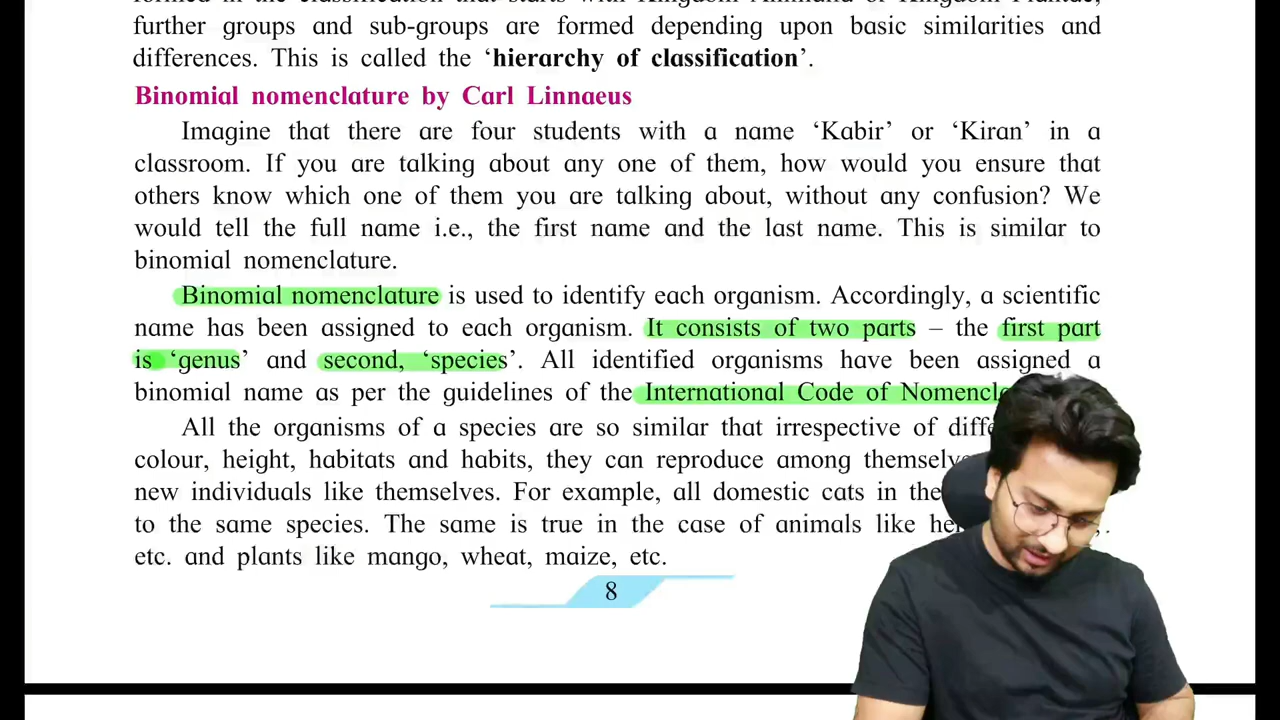 formed in the classification that starts with Kingdom Animalia or Kingdom Plantae,
further groups and sub-groups are formed depending upon basic similarities and
differences. This is called the ‘hierarchy of classification’.
Binomial nomenclature by Carl Linnaeus
Imagine that there are four students with a name ‘Kabir’ or ‘Kiran’ in a
classroom. If you are talking about any one of them, how would you ensure that
others know which one of them you are talking about, without any confusion? We
would tell the full name i.e., the first name and the last name. This is similar to
binomial nomenclature.
Binomial nomenclature is used to identify each organism. Accordingly, a scientific
name has been assigned to each organism. It consists of two parts – the first part
is ‘genus’ and second, ‘species’. All identified organisms have been assigned a
binomial name as per the guidelines of the International Code of
All the organisms of a species are so similar that irrespective of
colour, height, habitats and habits, they can reproduce among
new individuals like themselves. For example, all domestic cats in the
to the same species. The same is true in the case of animals like
etc. and plants like mango, wheat, maize, etc.
8